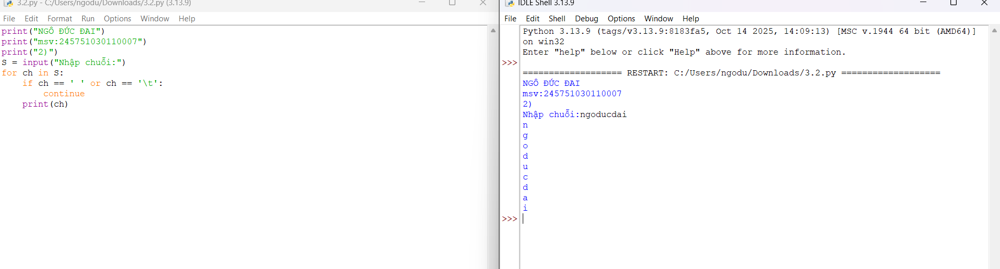 3.2.py - C:/Users/ngodu/Downloads/3.2.py (3.13.9)
File Edit Format Run Options Window Help
print("NGÔ ĐỨC ĐẠI")
print("msv:245751030110007")
print("2)")
S = input("Nhập chuỗi:")
for ch in S:
    if ch == ' ' or ch == '\t':
        continue
    print(ch)
IDLE Shell 3.13.9
File Edit Shell Debug Options Window Help
Python 3.13.9 (tags/v3.13.9:8183fa5, Oct 14 2025, 14:09:13) [MSC v.1944 64 bit (AMD64)]
on win32
Enter "help" below or click "Help" above for more information.
>>>
=================== RESTART: C:/Users/ngodu/Downloads/3.2.py ===================
NGÔ ĐỨC ĐẠI
msv:245751030110007
2)
Nhập chuỗi:ngoducdai
n
g
o
d
u
c
d
a
i
>>>